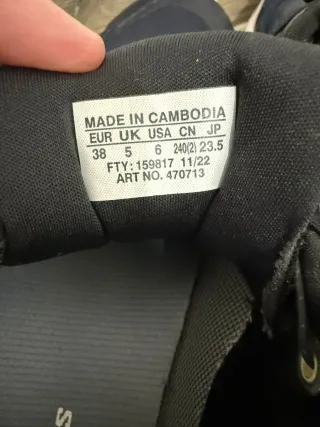 MADE IN CAMBODIA
EUR UK USA CN JP
38 5 6 240(2) 23.5
FTY: 159817 11/22
ART NO. 470713
S